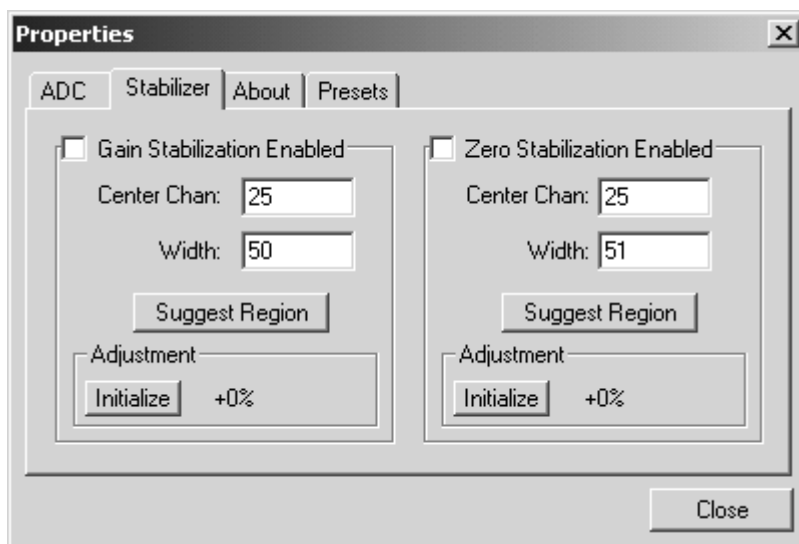 Properties
ADC Stabilizer About Presets
Gain Stabilization Enabled
Center Chan: 25
Width: 50
Suggest Region
Adjustment
Initialize +0%
Zero Stabilization Enabled
Center Chan: 25
Width: 51
Suggest Region
Adjustment
Initialize +0%
Close